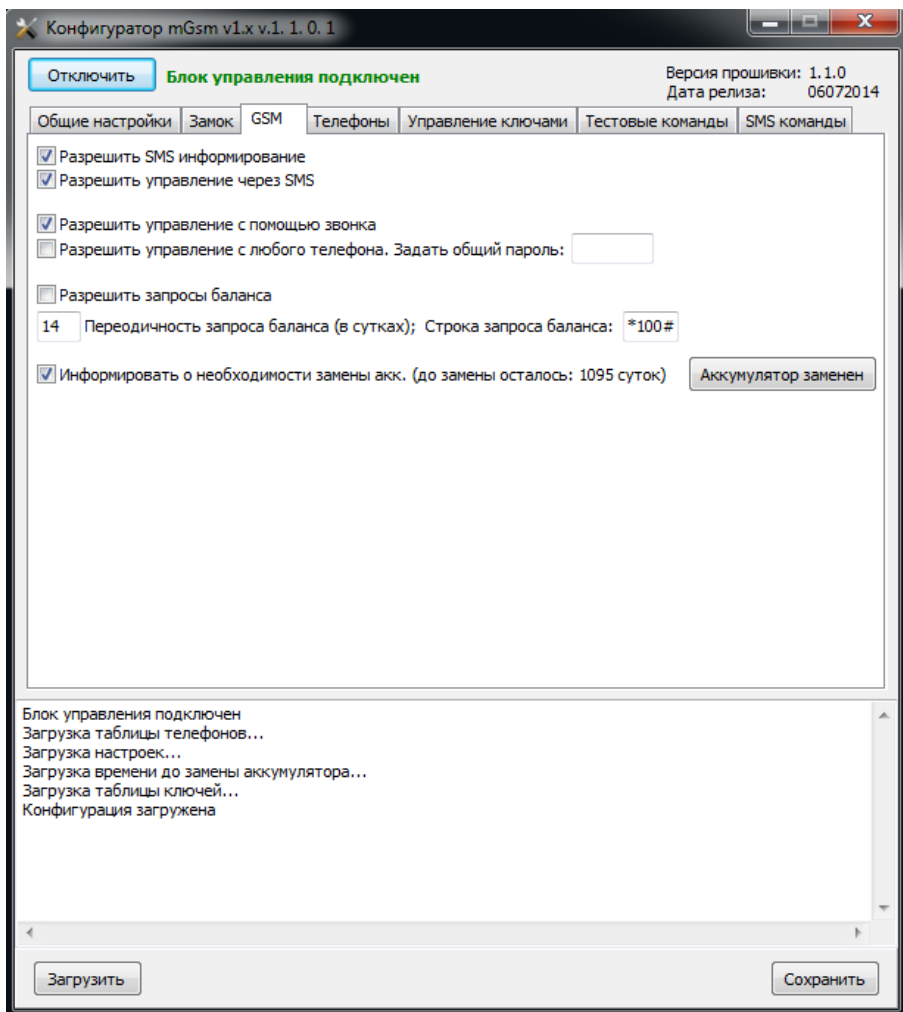 Конфигуратор mGsm v1.x v.1. 1. 0. 1
Отключить Блок управления подключен Версия прошивки: 1.1.0
Дата релиза: 06072014
Общие настройки Замок GSM Телефоны Управление ключами Тестовые команды SMS команды
Разрешить SMS информирование
Разрешить управление через SMS
Разрешить управление с помощью звонка
Разрешить управление с любого телефона. Задать общий пароль:
Разрешить запросы баланса
14 Переодичность запроса баланса (в сутках); Строка запроса баланса: *100#
Информировать о необходимости замены акк. (до замены осталось: 1095 суток) Аккумулятор заменен
Блок управления подключен
Загрузка таблицы телефонов...
Загрузка настроек...
Загрузка времени до замены аккумулятора...
Загрузка таблицы ключей...
Конфигурация загружена
Загрузить Сохранить